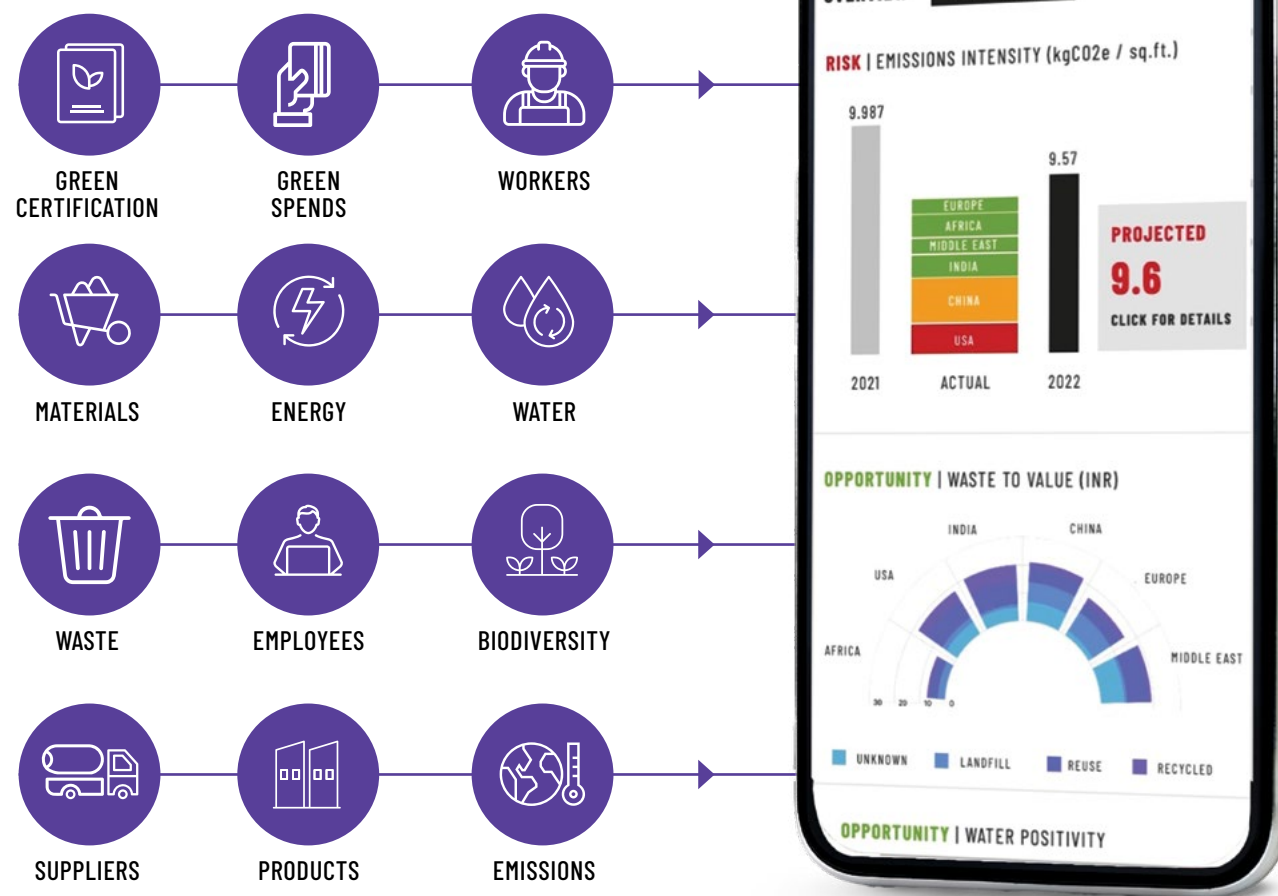 GREEN
CERTIFICATION
GREEN
SPENDS
WORKERS
MATERIALS
ENERGY
WATER
WASTE
EMPLOYEES
BIODIVERSITY
SUPPLIERS
PRODUCTS
EMISSIONS
RISK | EMISSIONS INTENSITY (kgCO2e / sq.ft.)
9.987
9.57
EUROPE
AFRICA
MIDDLE EAST
INDIA
CHINA
USA
PROJECTED
9.6
CLICK FOR DETAILS
2021 ACTUAL 2022
OPPORTUNITY | WASTE TO VALUE (INR)
INDIA
CHINA
USA
EUROPE
AFRICA
MIDDLE EAST
30 20 10 0
UNKNOWN LANDFILL REUSE RECYCLED
OPPORTUNITY | WATER POSITIVITY